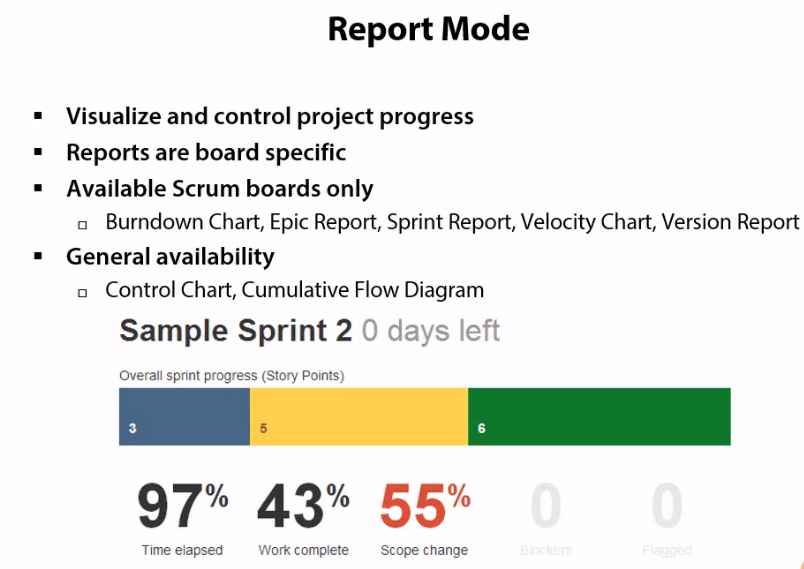 Report Mode
▪ Visualize and control project progress
▪ Reports are board specific
▪ Available Scrum boards only
▫ Burndown Chart, Epic Report, Sprint Report, Velocity Chart, Version Report
▪ General availability
▫ Control Chart, Cumulative Flow Diagram
Sample Sprint 2 0 days left
Overall sprint progress (Story Points)
3 5 6
97% 43% 55% 0 0
Time elapsed Work complete Scope change Blockers Flagged